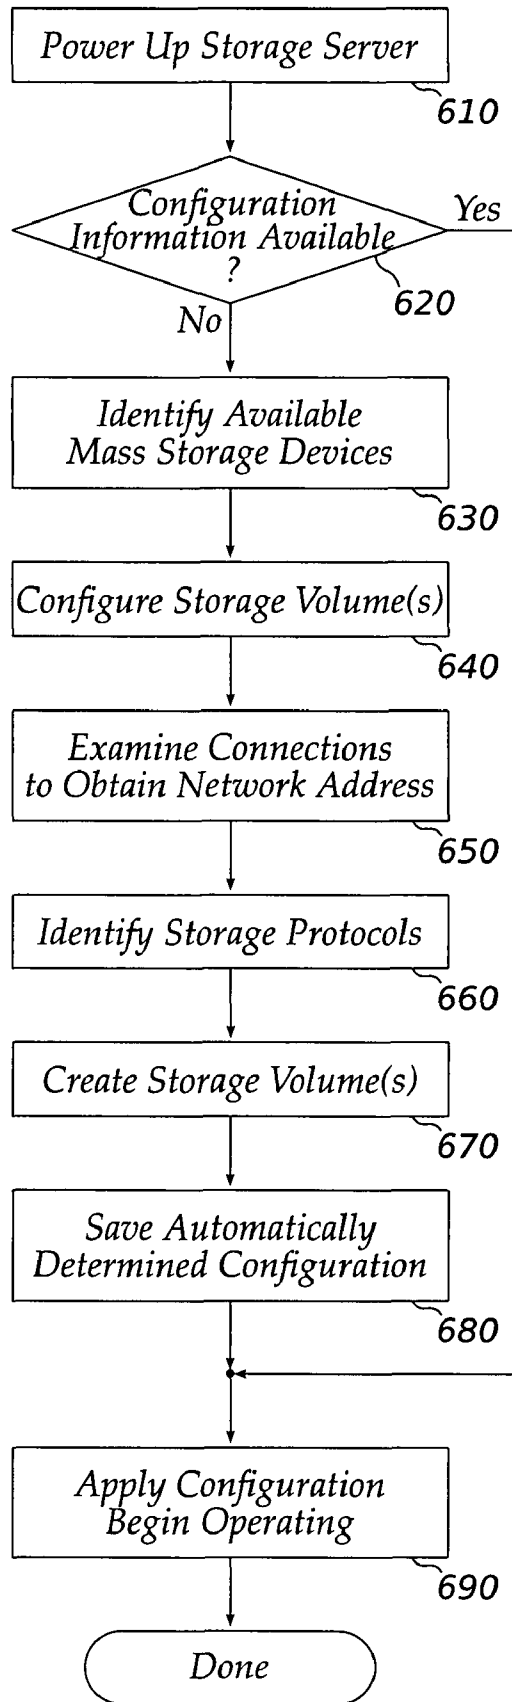 Power Up Storage Server
610
Configuration
Information Available
?
Yes
620
No
Identify Available
Mass Storage Devices
630
Configure Storage Volume(s)
640
Examine Connections
to Obtain Network Address
650
Identify Storage Protocols
660
Create Storage Volume(s)
670
Save Automatically
Determined Configuration
680
Apply Configuration
Begin Operating
690
Done